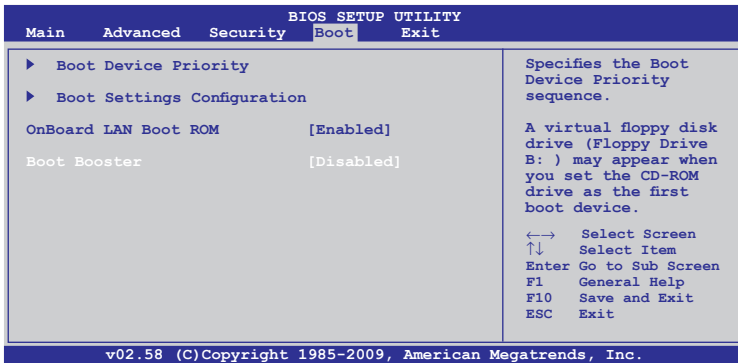 BIOS SETUP UTILITY
Main Advanced Security Boot Exit
Boot Device Priority
Boot Settings Configuration
OnBoard LAN Boot ROM [Enabled]
Boot Booster [Disabled]
Specifies the Boot
Device Priority
sequence.
A virtual floppy disk
drive (Floppy Drive
B: ) may appear when
you set the CD-ROM
drive as the first
boot device.
←→ Select Screen
↑↓ Select Item
Enter Go to Sub Screen
F1 General Help
F10 Save and Exit
ESC Exit
v02.58 (C)Copyright 1985-2009, American Megatrends, Inc.